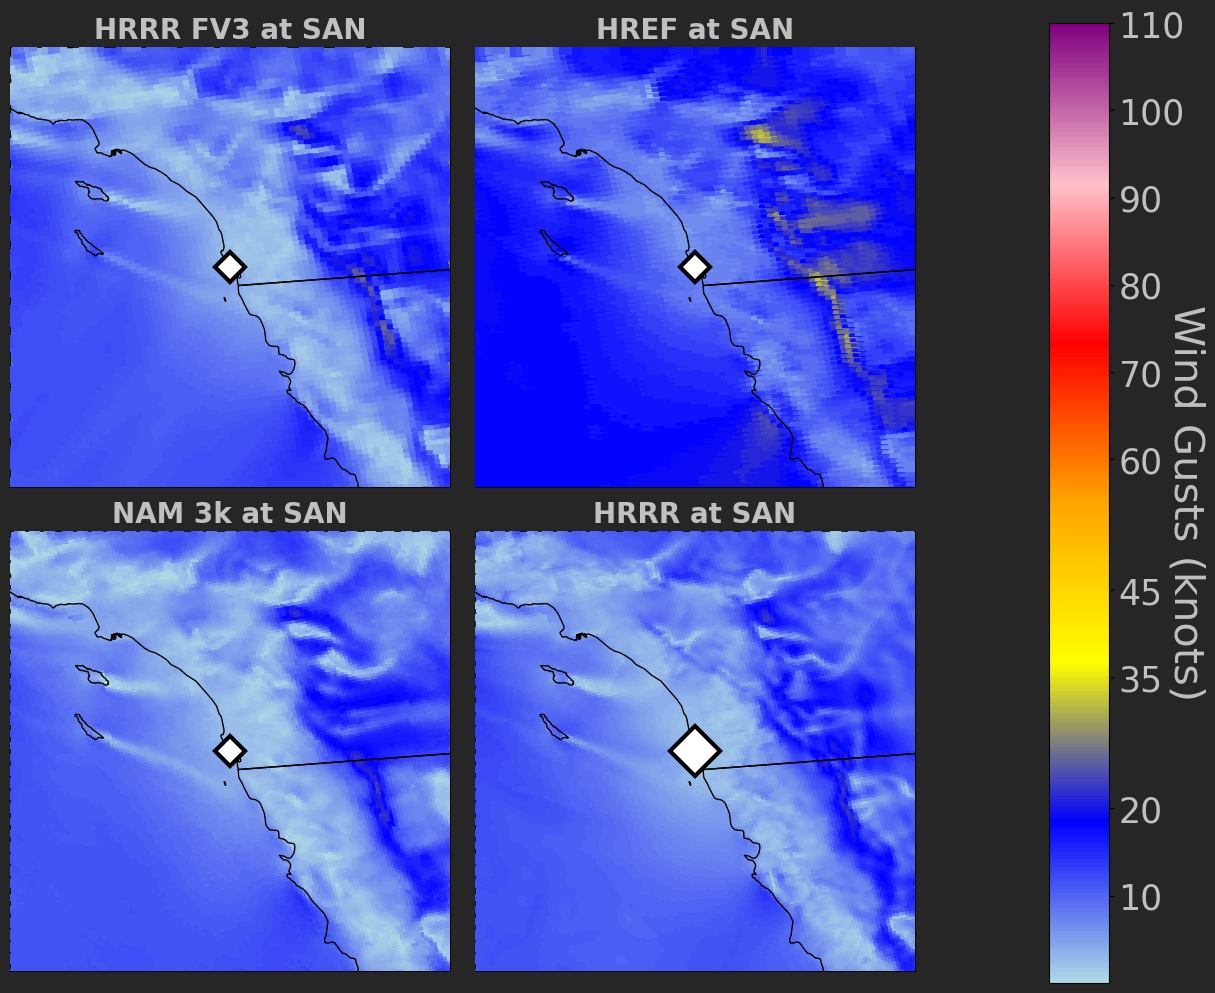 HRRR FV3 at SAN
HREF at SAN
NAM 3k at SAN
HRRR at SAN
110
100
90
80
70
60
45
35
20
10
Wind Gusts (knots)